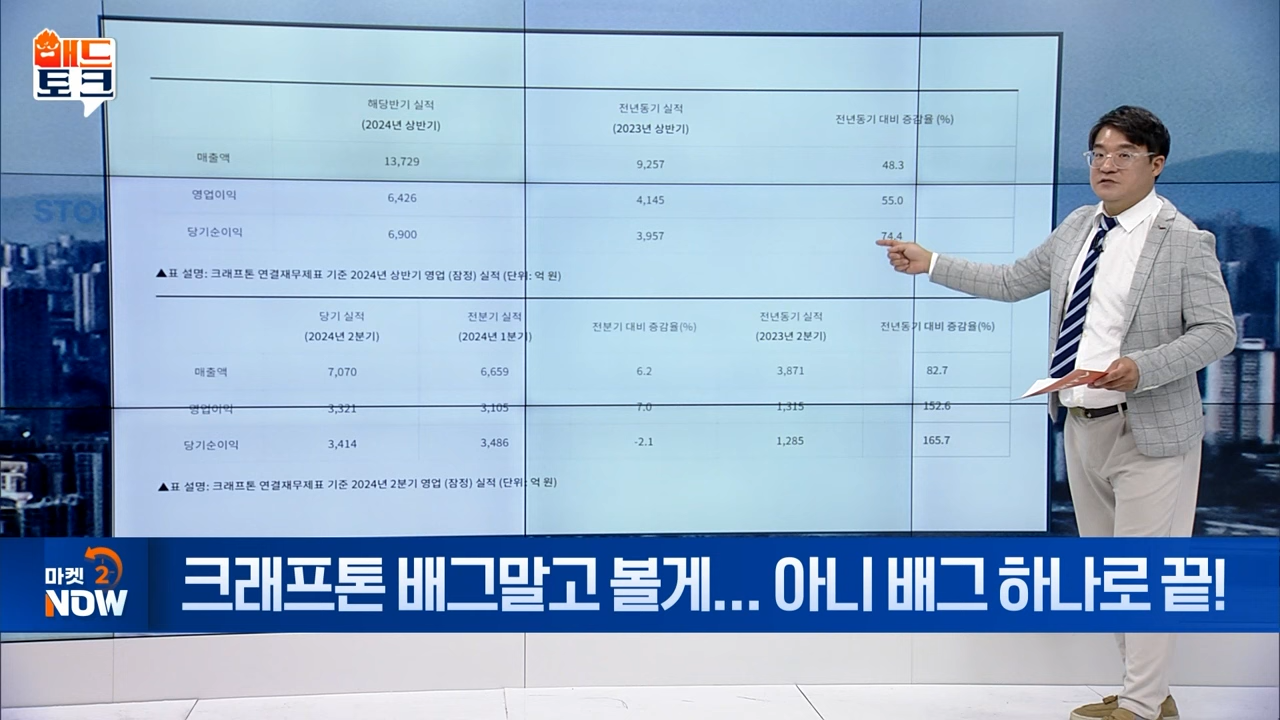 배드
토크
STO
해당반기 실적 전년동기 실적 전년동기 대비 증감율 (%)
(2024년 상반기) (2023년 상반기)
매출액 13,729 9,257 48.3
영업이익 6,426 4,145 55.0
당기순이익 6,900 3,957 74.4
▲표 설명: 크래프톤 연결재무제표 기준 2024년 상반기 영업 (잠정) 실적 (단위: 억 원)
당기 실적 전분기 실적 전분기 대비 증감율(%) 전년동기 실적 전년동기 대비 증감율(%)
(2024년 2분기) (2024년 1분기) (2023년 2분기)
매출액 7,070 6,659 6.2 3,871 82.7
영업이익 3,321 3,105 7.0 1,315 152.6
당기순이익 3,414 3,486 -2.1 1,285 165.7
▲표 설명: 크래프톤 연결재무제표 기준 2024년 2분기 영업 (잠정) 실적 (단위: 억 원)
마켓 2
NOW
크래프톤 배그말고 볼게... 아니 배그 하나로 끝!